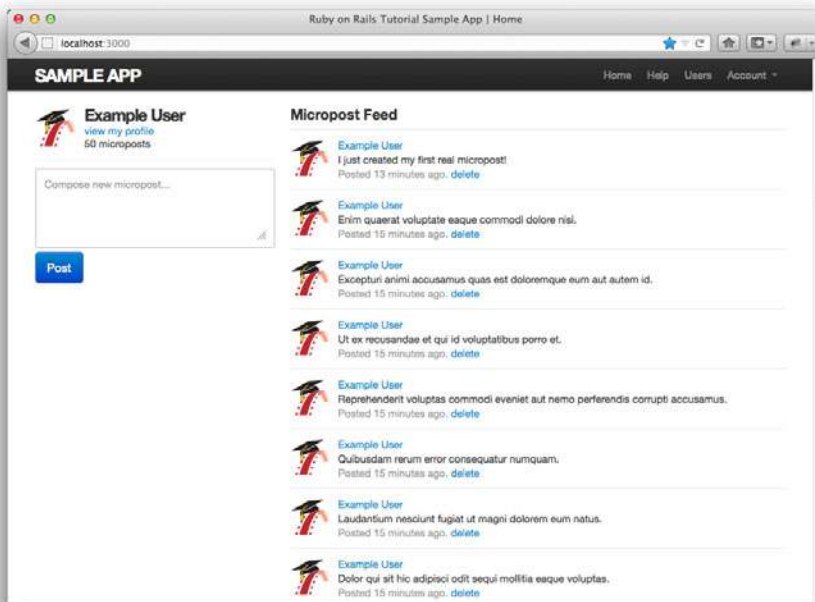 Ruby on Rails Tutorial Sample App | Home
localhost:3000
SAMPLE APP
Home Help Users Account
Example User
view my profile
50 microposts
Compose new micropost...
Post
Micropost Feed
Example User
I just created my first real micropost!
Posted 13 minutes ago. delete
Example User
Enim quaerat voluptate eaque commodi dolore nisi.
Posted 15 minutes ago. delete
Example User
Excepturi animi accusamus quas est doloremque eum aut autem id.
Posted 15 minutes ago. delete
Example User
Ut ex recusandae et qui id voluptatibus porro et.
Posted 15 minutes ago. delete
Example User
Reprehenderit voluptas commodi eveniet aut nemo perferendis corrupti accusamus.
Posted 15 minutes ago. delete
Example User
Quibusdam rerum error consequatur numquam.
Posted 15 minutes ago. delete
Example User
Laudantium nesciunt fugiat ut magni dolorem eum natus.
Posted 15 minutes ago. delete
Example User
Dolor qui sit hic adipisci odit sequi mollitia eaque voluptas.
Posted 15 minutes ago. delete